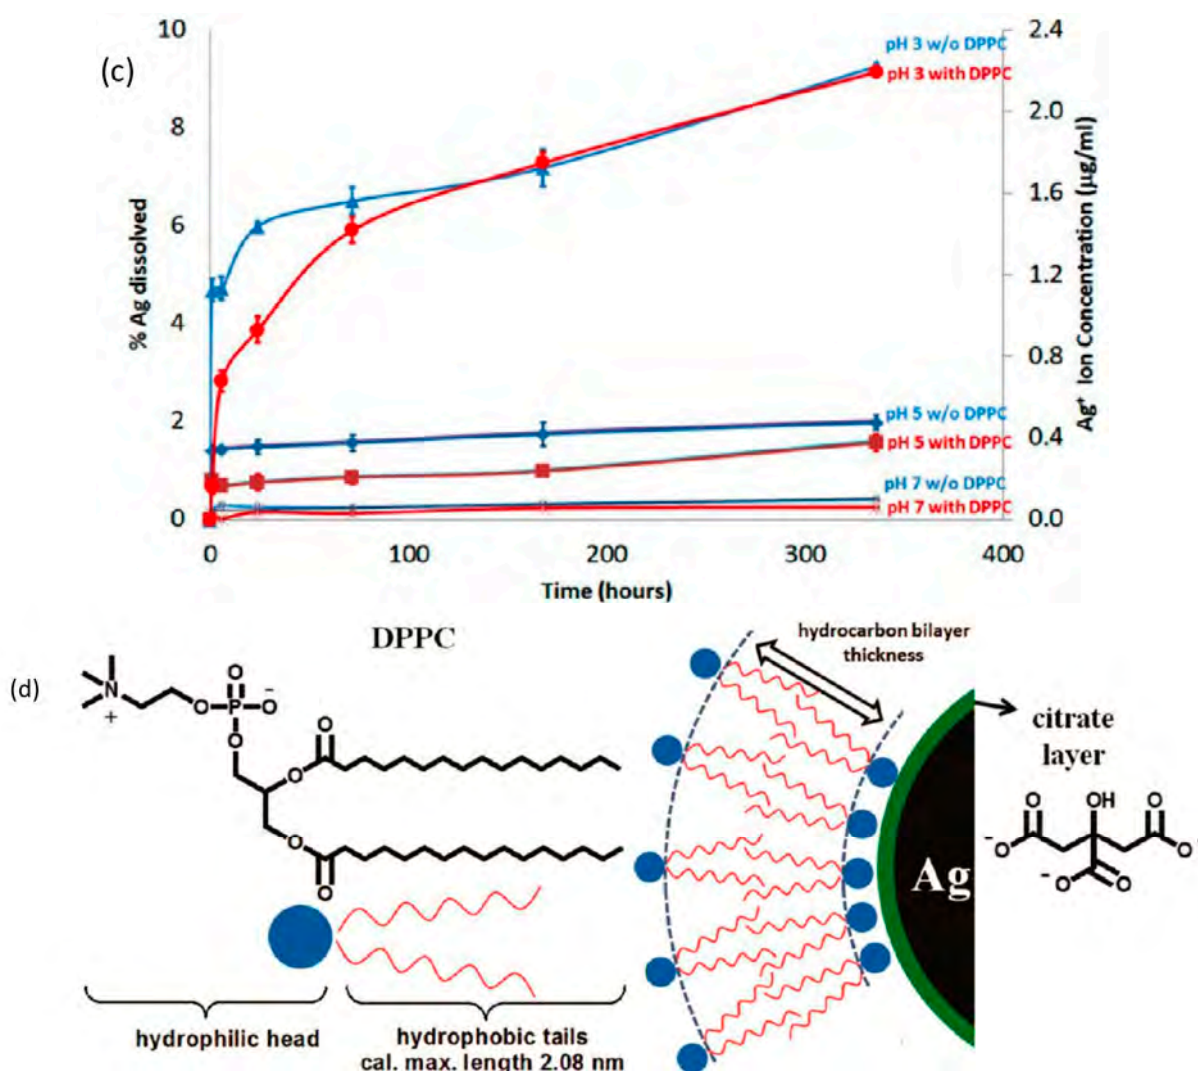 (c)
10
8
6
4
2
0
% Ag dissolved
2.4
2.0
1.6
1.2
0.8
0.4
0.0
Ag⁺ Ion Concentration (µg/ml)
pH 3 w/o DPPC
pH 3 with DPPC
pH 5 w/o DPPC
pH 5 with DPPC
pH 7 w/o DPPC
pH 7 with DPPC
0 100 200 300 400
Time (hours)
(d)
DPPC
N
+
O
O
P
O
-
O
O
O
O
O
hydrophilic head
hydrophobic tails
cal. max. length 2.08 nm
hydrocarbon bilayer
thickness
Ag
citrate
layer
O
OH
O
-
O
O
-
-
O
O